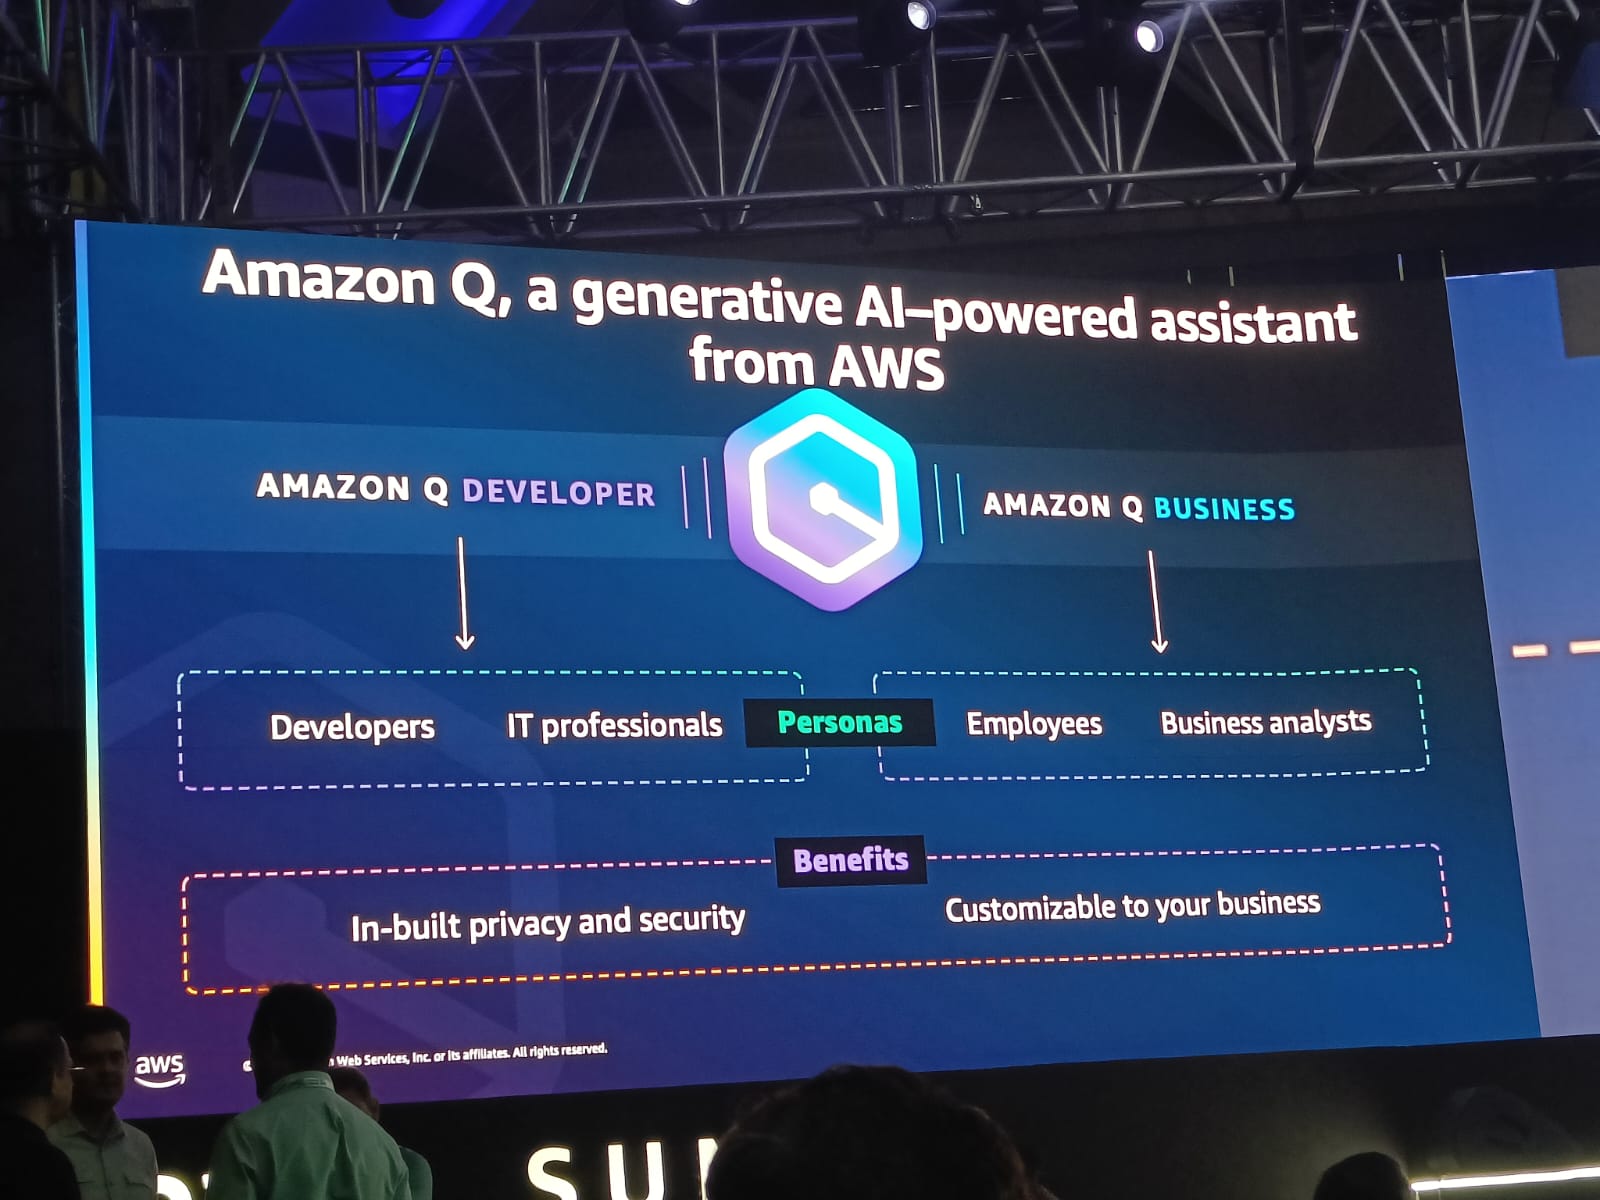 Amazon Q, a generative AI–powered assistant
from AWS
AMAZON Q DEVELOPER
AMAZON Q BUSINESS
Developers
IT professionals
Personas
Employees
Business analysts
Benefits
In-built privacy and security
Customizable to your business
aws
Web Services, Inc. or its affiliates. All rights reserved.
SU